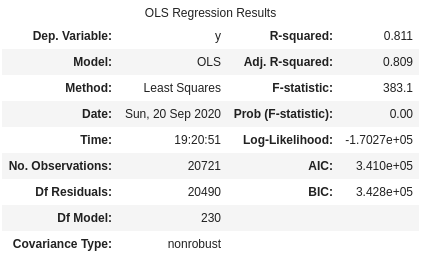 OLS Regression Results
Dep. Variable: y R-squared: 0.811
Model: OLS Adj. R-squared: 0.809
Method: Least Squares F-statistic: 383.1
Date: Sun, 20 Sep 2020 Prob (F-statistic): 0.00
Time: 19:20:51 Log-Likelihood: -1.7027e+05
No. Observations: 20721 AIC: 3.410e+05
Df Residuals: 20490 BIC: 3.428e+05
Df Model: 230
Covariance Type: nonrobust